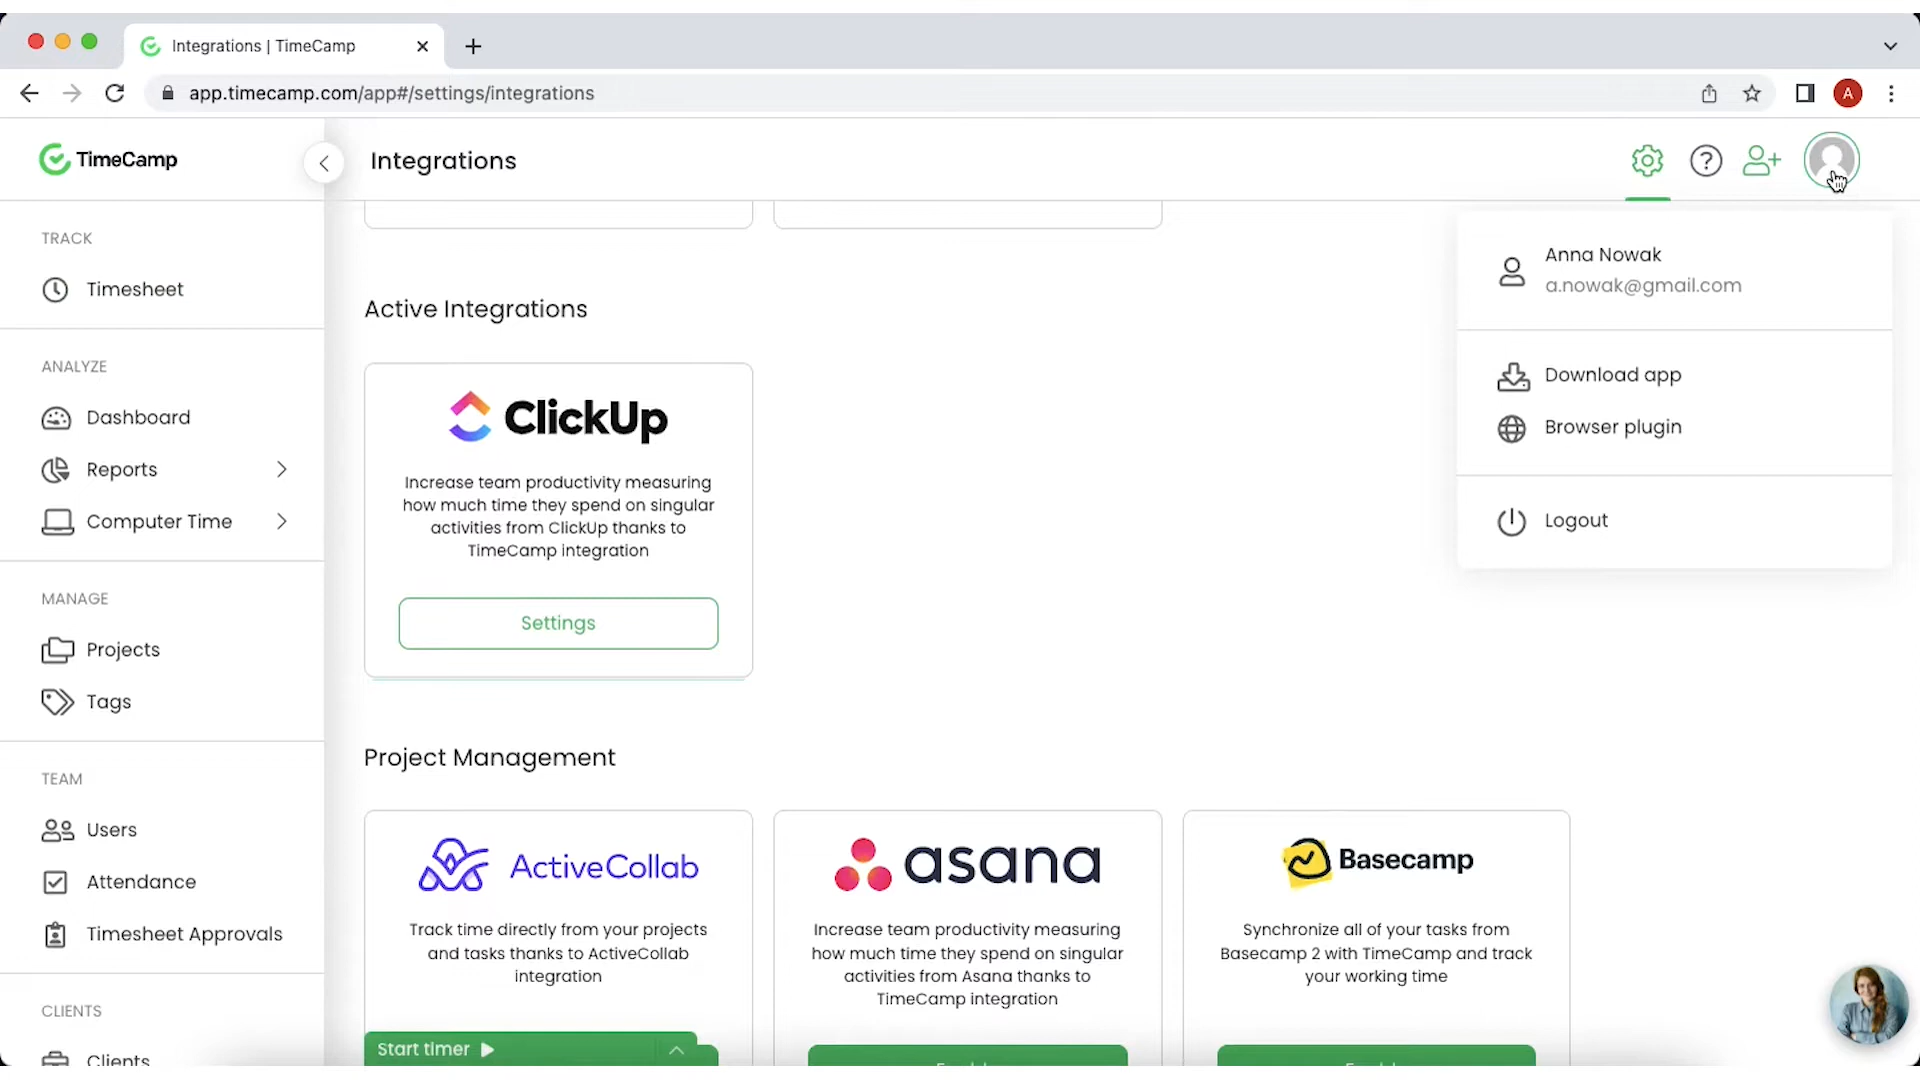 Integrations | TimeCamp
app.timecamp.com/app#/settings/integrations
A
TimeCamp
Integrations
TRACK
Timesheet
ANALYZE
Dashboard
Reports
Computer Time
MANAGE
Projects
Tags
TEAM
Users
Attendance
Timesheet Approvals
CLIENTS
Clients
Active Integrations
ClickUp
Increase team productivity measuring
how much time they spend on singular
activities from ClickUp thanks to
TimeCamp integration
Settings
Project Management
ActiveCollab
Track time directly from your projects
and tasks thanks to ActiveCollab
integration
Start timer
asana
Increase team productivity measuring
how much time they spend on singular
activities from Asana thanks to
TimeCamp integration
Basecamp
Synchronize all of your tasks from
Basecamp 2 with TimeCamp and track
your working time
Anna Nowak
a.nowak@gmail.com
Download app
Browser plugin
Logout